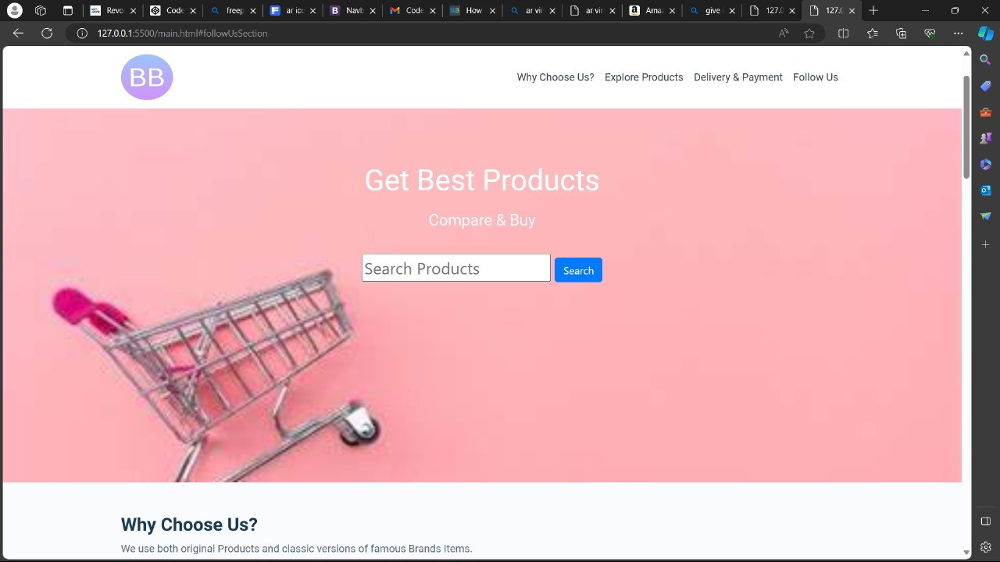 Revo
Code
freep
ar ico
Navb
Code
How
ar vi
ar vi
Ama
give
127.0
127.0
127.0.0.1:5500/main.html#followUsSection
BB
Why Choose Us? Explore Products Delivery & Payment Follow Us
Get Best Products
Compare & Buy
Search Products
Search
Why Choose Us?
We use both original Products and classic versions of famous Brands Items.